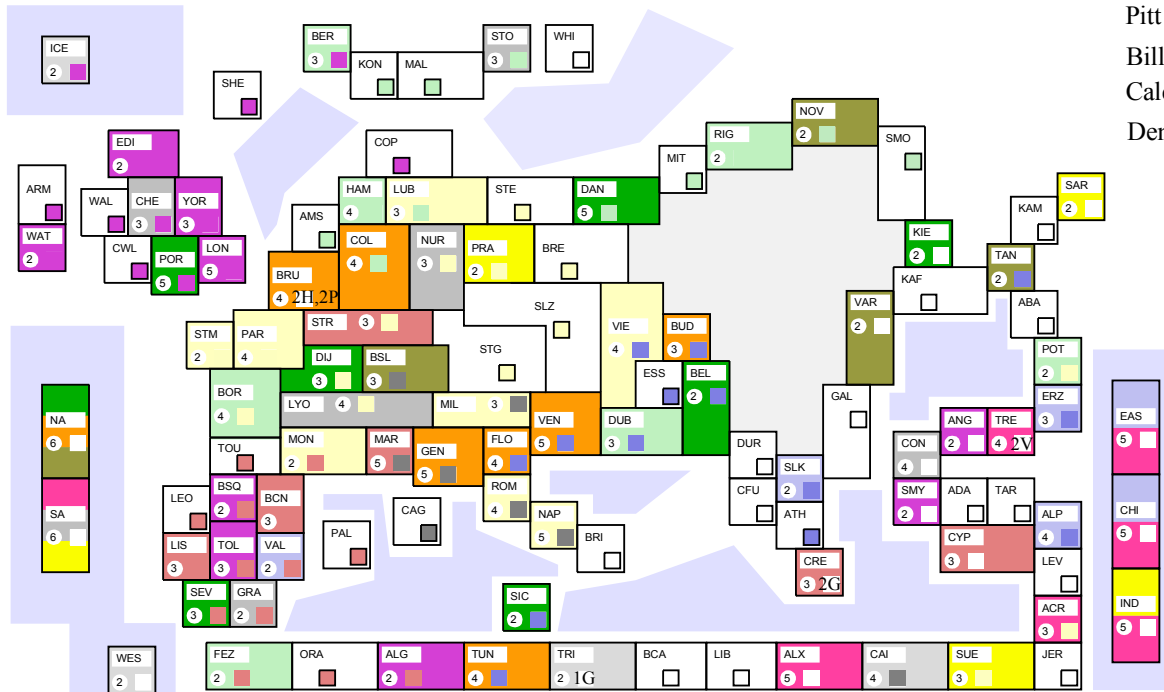 Pitt
ICE
2
BER
3
STO
3
WHI
KON
MAL
Bill
SHE
Cal
Der
NOV
2
RIG
2
SMO
EDI
2
COP
MIT
ARM
WAL
CHE
3
YOR
3
HAM
4
LUB
3
STE
DAN
5
SAR
2
KAM
AMS
WAT
2
CWL
POR
5
LON
5
COL
4
NUR
3
PRA
2
BRE
KIE
2
TAN
2
BRU
4 2H,2P
KAF
SLZ
VAR
2
ABA
STM
2
PAR
4
STR 3
VIE
4
BUD
3
STG
DIJ
3
BSL
3
ESS
BEL
2
POT
2
BOR
4
GAL
NA
6
EAS
5
ERZ
3
LYO 4
MIL 3
VEN
5
DUB
3
ANG
2
TRE
4 2V
TOU
MON
2
MAR
5
GEN
5
FLO
4
DUR
CON
4
SLK
2
LEO
BSQ
2
BCN
3
ROM
4
CFU
SA
6
CHI
5
SMY
2
ADA
TAR
CAG
NAP
5
ATH
ALP
4
PAL
BRI
LIS
3
TOL
3
VAL
2
CYP
3
CRE
3 2G
LEV
SEV
3
GRA
2
SIC
2
ACR
3
IND
5
WES
2
FEZ
2
ORA
ALG
2
TUN
4
TRI
2 1G
BCA
LIB
ALX
5
CAI
4
SUE
3
JER